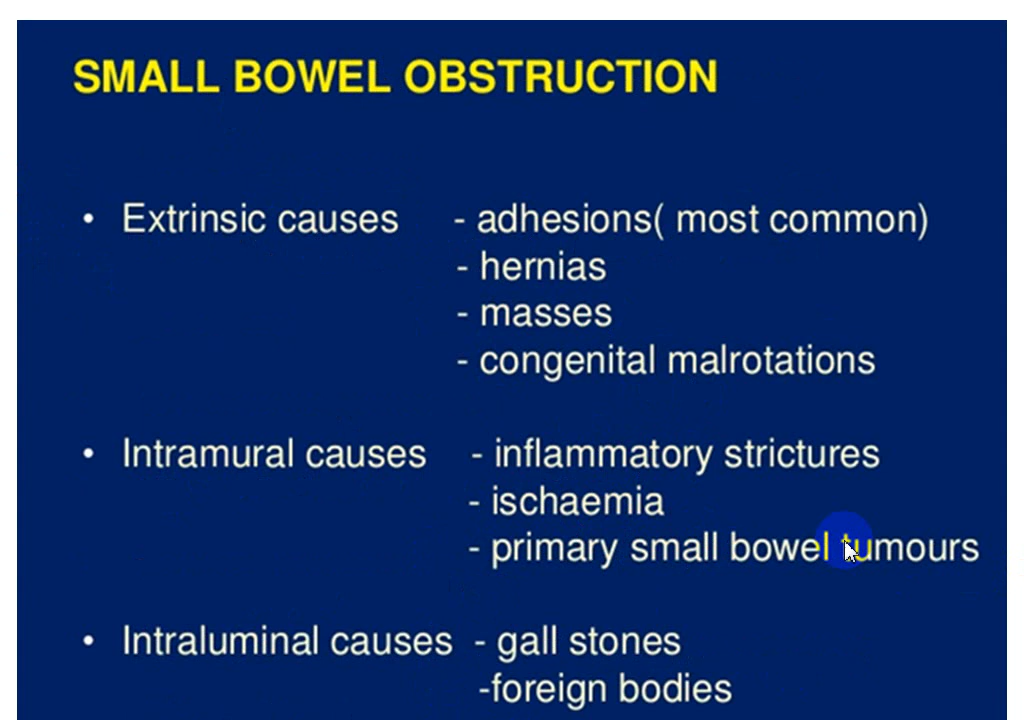 SMALL BOWEL OBSTRUCTION
• Extrinsic causes - adhesions( most common)
- hernias
- masses
- congenital malrotations
• Intramural causes - inflammatory strictures
- ischaemia
- primary small bowel tumours
• Intraluminal causes - gall stones
-foreign bodies